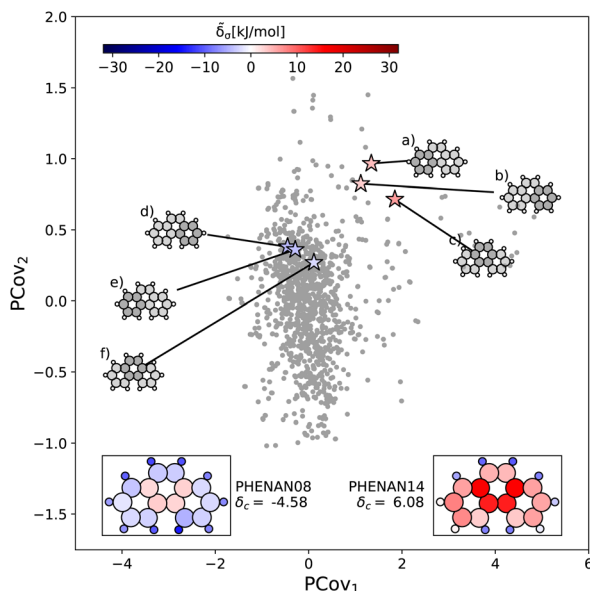 δ̃σ[kJ/mol]
−30 −20 −10 0 10 20 30
2.0
1.5
1.0
0.5
0.0
−0.5
−1.0
−1.5
PCov2
a)
b)
c)
d)
e)
f)
PHENAN08
δc = -4.58
PHENAN14
δc = 6.08
−4 −2 0 2 4 6
PCov1